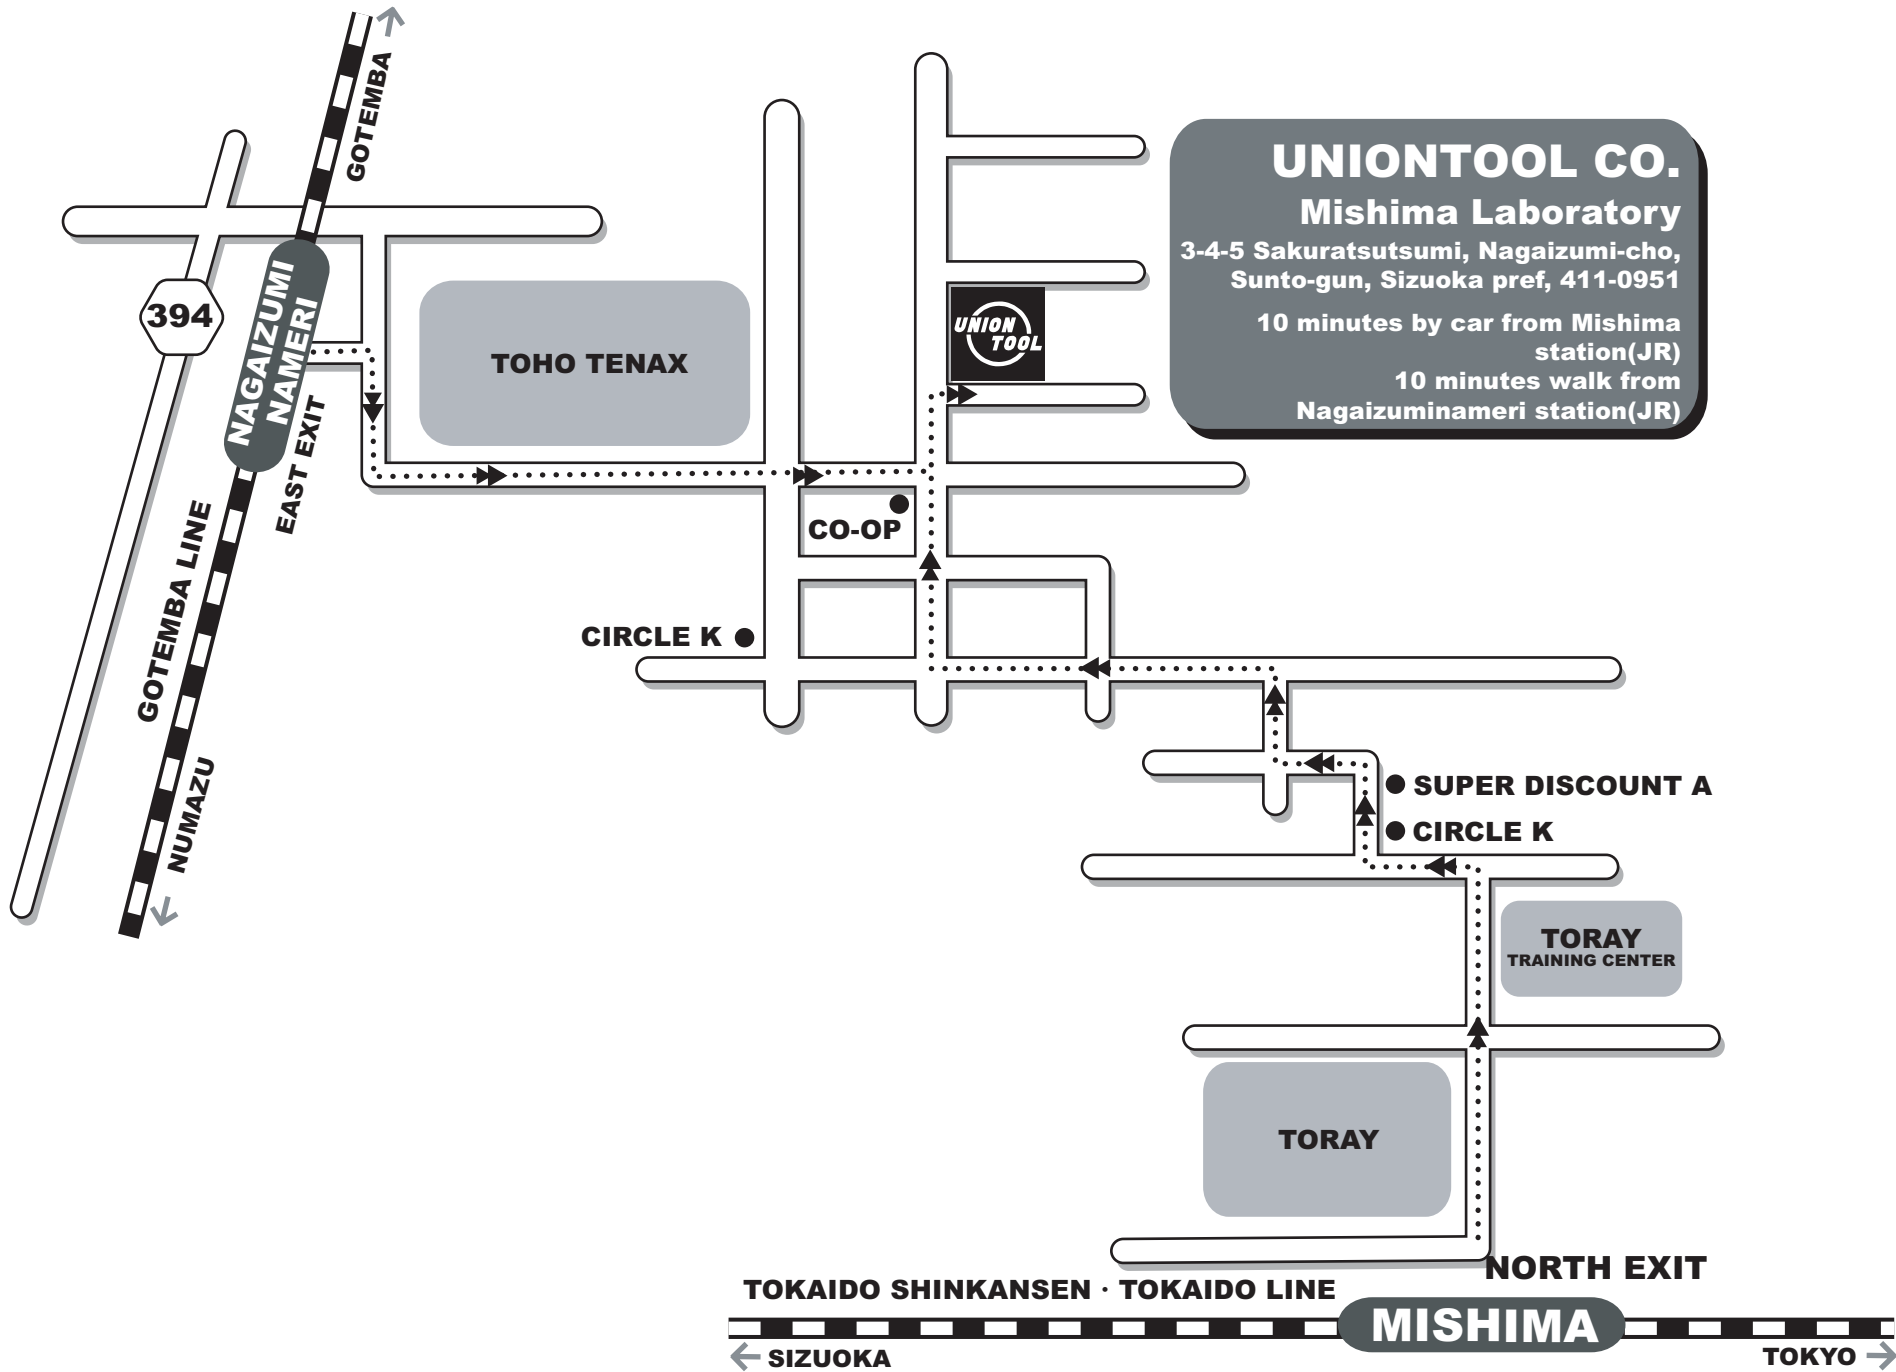 GOTEMBA
UNIONTOOL CO.
Mishima Laboratory
3-4-5 Sakuratsutsumi, Nagaizumi-cho,
Sunto-gun, Sizuoka pref, 411-0951
10 minutes by car from Mishima
station(JR)
10 minutes walk from
Nagaizuminameri station(JR)
394
NAGAIZUMI
NAMERI
UNION
TOOL
TOHO TENAX
EAST EXIT
CO-OP
GOTEMBA LINE
CIRCLE K
NUMAZU
SUPER DISCOUNT A
CIRCLE K
TORAY
TRAINING CENTER
TORAY
NORTH EXIT
TOKAIDO SHINKANSEN · TOKAIDO LINE
MISHIMA
SIZUOKA
TOKYO